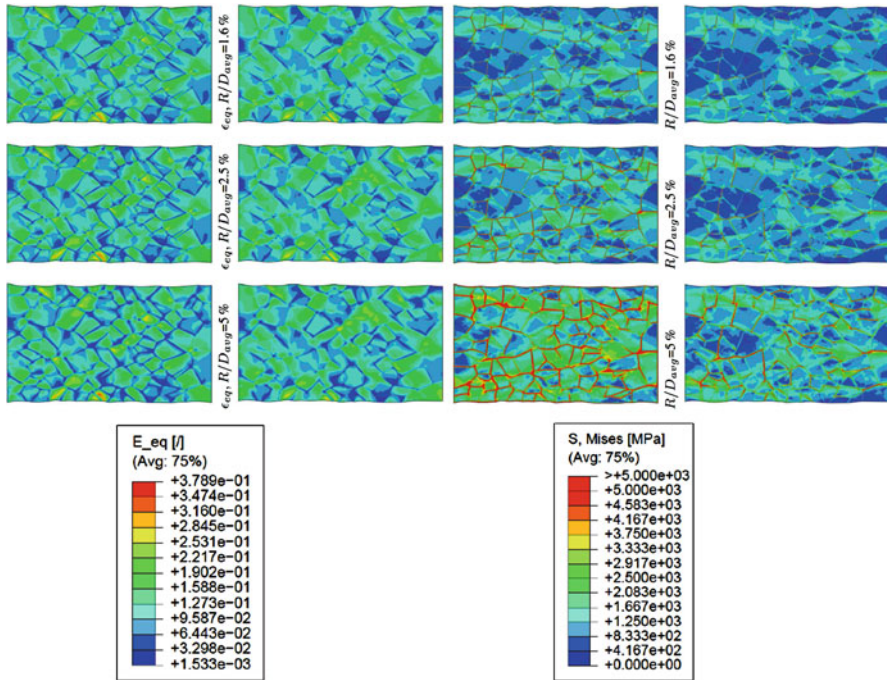 ϵ_eq, R/D_avg=1.6 %
R/D_avg=1.6 %
ϵ_eq, R/D_avg=2.5 %
R/D_avg=2.5 %
ϵ_eq, R/D_avg=5 %
R/D_avg=5 %
E_eq [/]
(Avg: 75%)
+3.789e−01
+3.474e−01
+3.160e−01
+2.845e−01
+2.531e−01
+2.217e−01
+1.902e−01
+1.588e−01
+1.273e−01
+9.587e−02
+6.443e−02
+3.298e−02
+1.533e−03
S, Mises [MPa]
(Avg: 75%)
>+5.000e+03
+5.000e+03
+4.583e+03
+4.167e+03
+3.750e+03
+3.333e+03
+2.917e+03
+2.500e+03
+2.083e+03
+1.667e+03
+1.250e+03
+8.333e+02
+4.167e+02
+0.000e+00